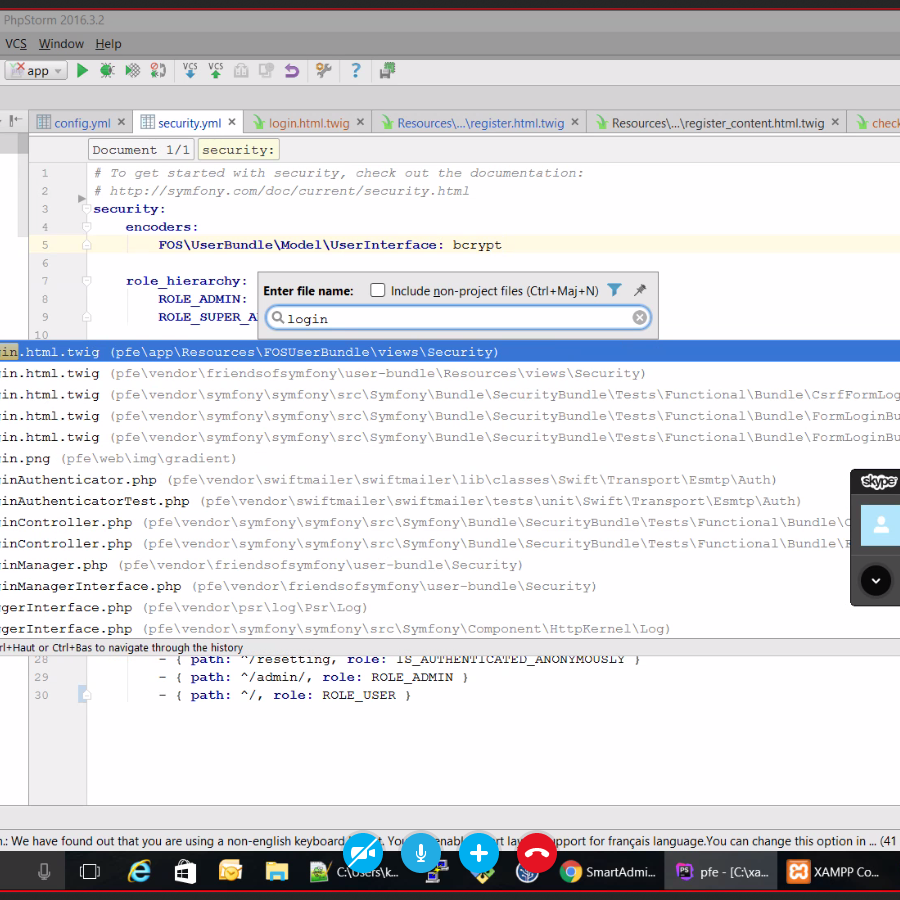 PhpStorm 2016.3.2
VCS Window Help
app VCS VCS ?
config.yml security.yml login.html.twig Resources\...\register.html.twig Resources\...\register_content.html.twig check
Document 1/1 security:
1 # To get started with security, check out the documentation:
2 # http://symfony.com/doc/current/security.html
3 security:
4 encoders:
5 FOS\UserBundle\Model\UserInterface: bcrypt
6
7 role_hierarchy:
8 ROLE_ADMIN:
9 ROLE_SUPER_A
10
Enter file name: Include non-project files (Ctrl+Maj+N)
login
in.html.twig (pfe\app\Resources\FOSUserBundle\views\Security)
in.html.twig (pfe\vendor\friendsofsymfony\user-bundle\Resources\views\Security)
in.html.twig (pfe\vendor\symfony\symfony\src\Symfony\Bundle\SecurityBundle\Tests\Functional\Bundle\CsrfFormLog
in.html.twig (pfe\vendor\symfony\symfony\src\Symfony\Bundle\SecurityBundle\Tests\Functional\Bundle\FormLoginBu
in.html.twig (pfe\vendor\symfony\symfony\src\Symfony\Bundle\SecurityBundle\Tests\Functional\Bundle\FormLoginBu
in.png (pfe\web\img\gradient)
inAuthenticator.php (pfe\vendor\swiftmailer\swiftmailer\lib\classes\Swift\Transport\Esmtp\Auth)
inAuthenticatorTest.php (pfe\vendor\swiftmailer\swiftmailer\tests\unit\Swift\Transport\Esmtp\Auth)
inController.php (pfe\vendor\symfony\symfony\src\Symfony\Bundle\SecurityBundle\Tests\Functional\Bundle\C
inController.php (pfe\vendor\symfony\symfony\src\Symfony\Bundle\SecurityBundle\Tests\Functional\Bundle\F
inManager.php (pfe\vendor\friendsofsymfony\user-bundle\Security)
inManagerInterface.php (pfe\vendor\friendsofsymfony\user-bundle\Security)
gerInterface.php (pfe\vendor\psr\log\Psr\Log)
gerInterface.php (pfe\vendor\symfony\symfony\src\Symfony\Component\HttpKernel\Log)
rl+Haut or Ctrl+Bas to navigate through the history
28 - { path: ^/resetting, role: IS_AUTHENTICATED_ANONYMOUSLY }
29 - { path: ^/admin/, role: ROLE_ADMIN }
30 - { path: ^/, role: ROLE_USER }
skype
n.: We have found out that you are using a non-english keyboard l t. You enabl rt la upport for français language.You can change this option in ... (41
C:\Users\k... SmartAdmi... PS pfe - [C:\xa... XAMPP Co...